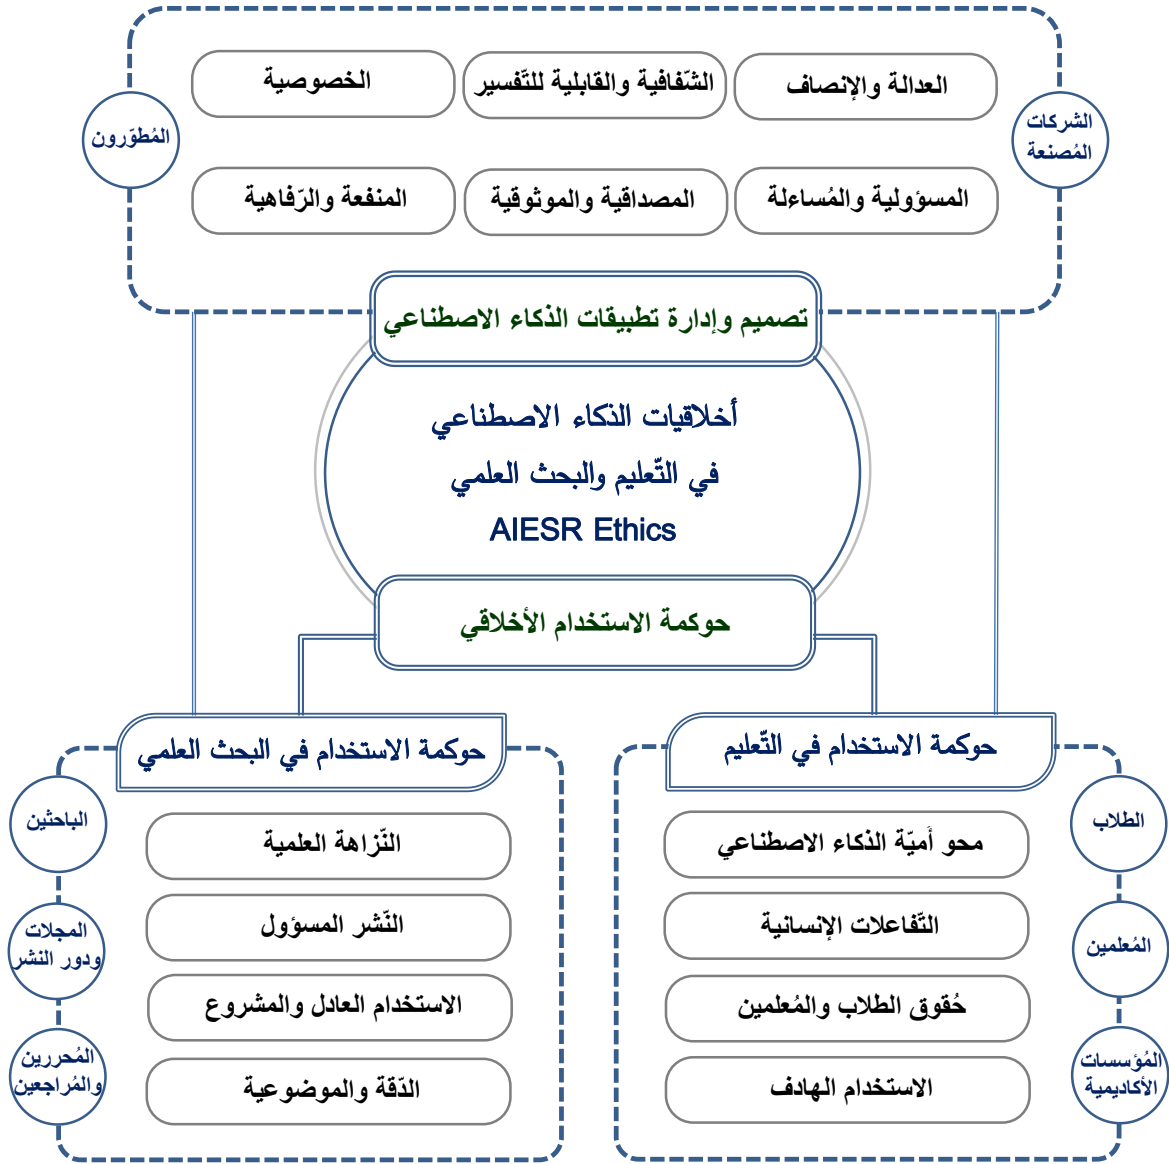 العدالة والإنصاف
الشّفافية والقابلية للتّفسير
الخصوصية
الشركات
المُصنعة
المُطوّرون
المسؤولية والمُساءلة
المصداقية والموثوقية
المنفعة والرّفاهية
تصميم وإدارة تطبيقات الذكاء الاصطناعي
أخلاقيات الذكاء الاصطناعي
في التّعليم والبحث العلمي
AIESR Ethics
حوكمة الاستخدام الأخلاقي
حوكمة الاستخدام في التّعليم
الطلاب
المُعلمين
المُؤسسات
الأكاديمية
محو أميّة الذكاء الاصطناعي
التّفاعلات الإنسانية
حُقوق الطلاب والمُعلمين
الاستخدام الهادف
حوكمة الاستخدام في البحث العلمي
النّزاهة العلمية
النّشر المسؤول
الاستخدام العادل والمشروع
الدّقة والموضوعية
الباحثين
المجلات
ودور النشر
المُحررين
والمُراجعين